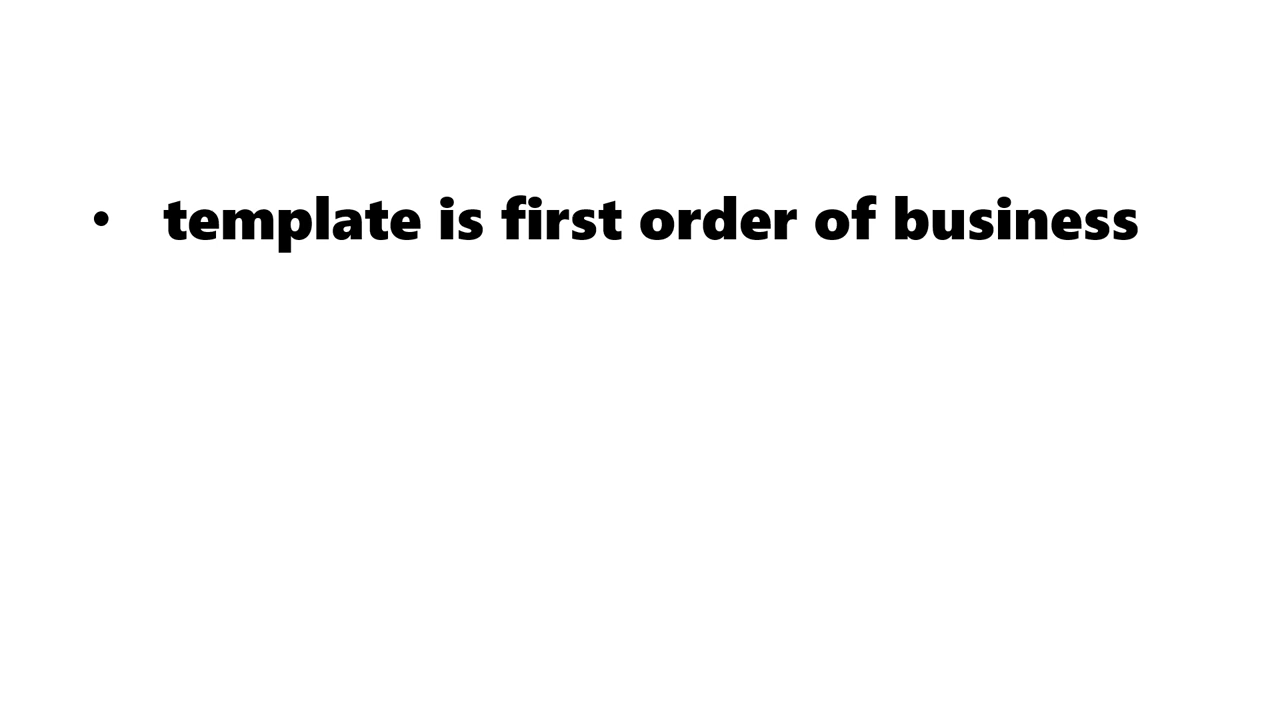 • template is first order of business